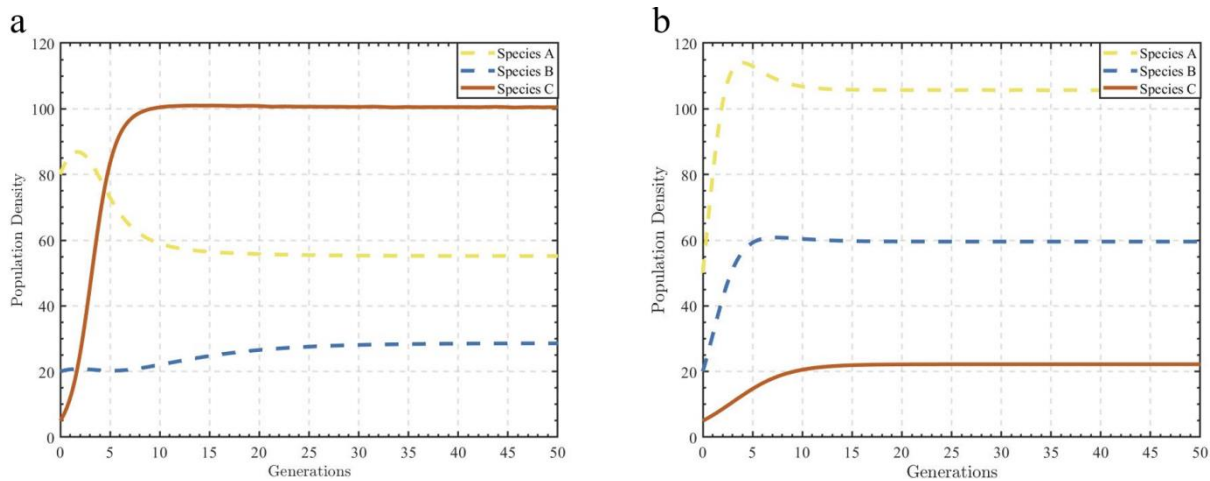 a
120
100
80
60
40
20
0
Population Density
0 5 10 15 20 25 30 35 40 45 50
Generations
Species A
Species B
Species C
b
120
100
80
60
40
20
0
Population Density
0 5 10 15 20 25 30 35 40 45 50
Generations
Species A
Species B
Species C